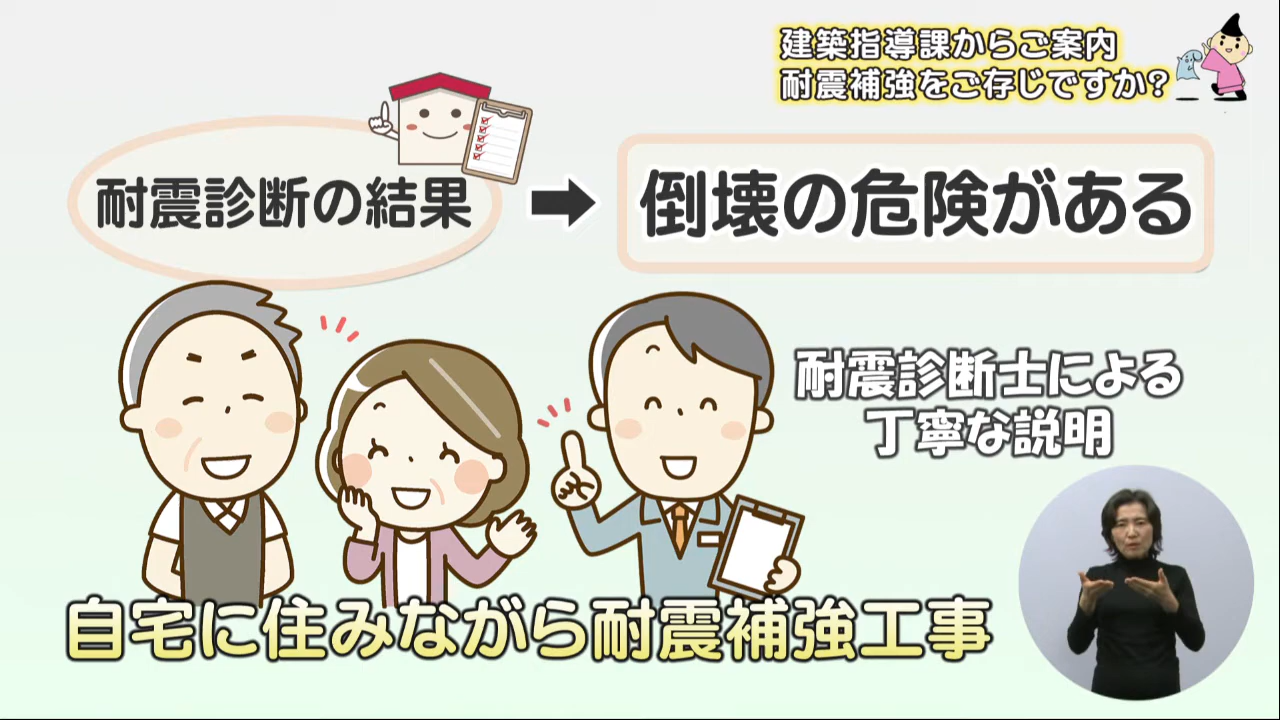 建築指導課からご案内
耐震補強をご存じですか?
耐震診断の結果
倒壊の危険がある
耐震診断士による
丁寧な説明
自宅に住みながら耐震補強工事